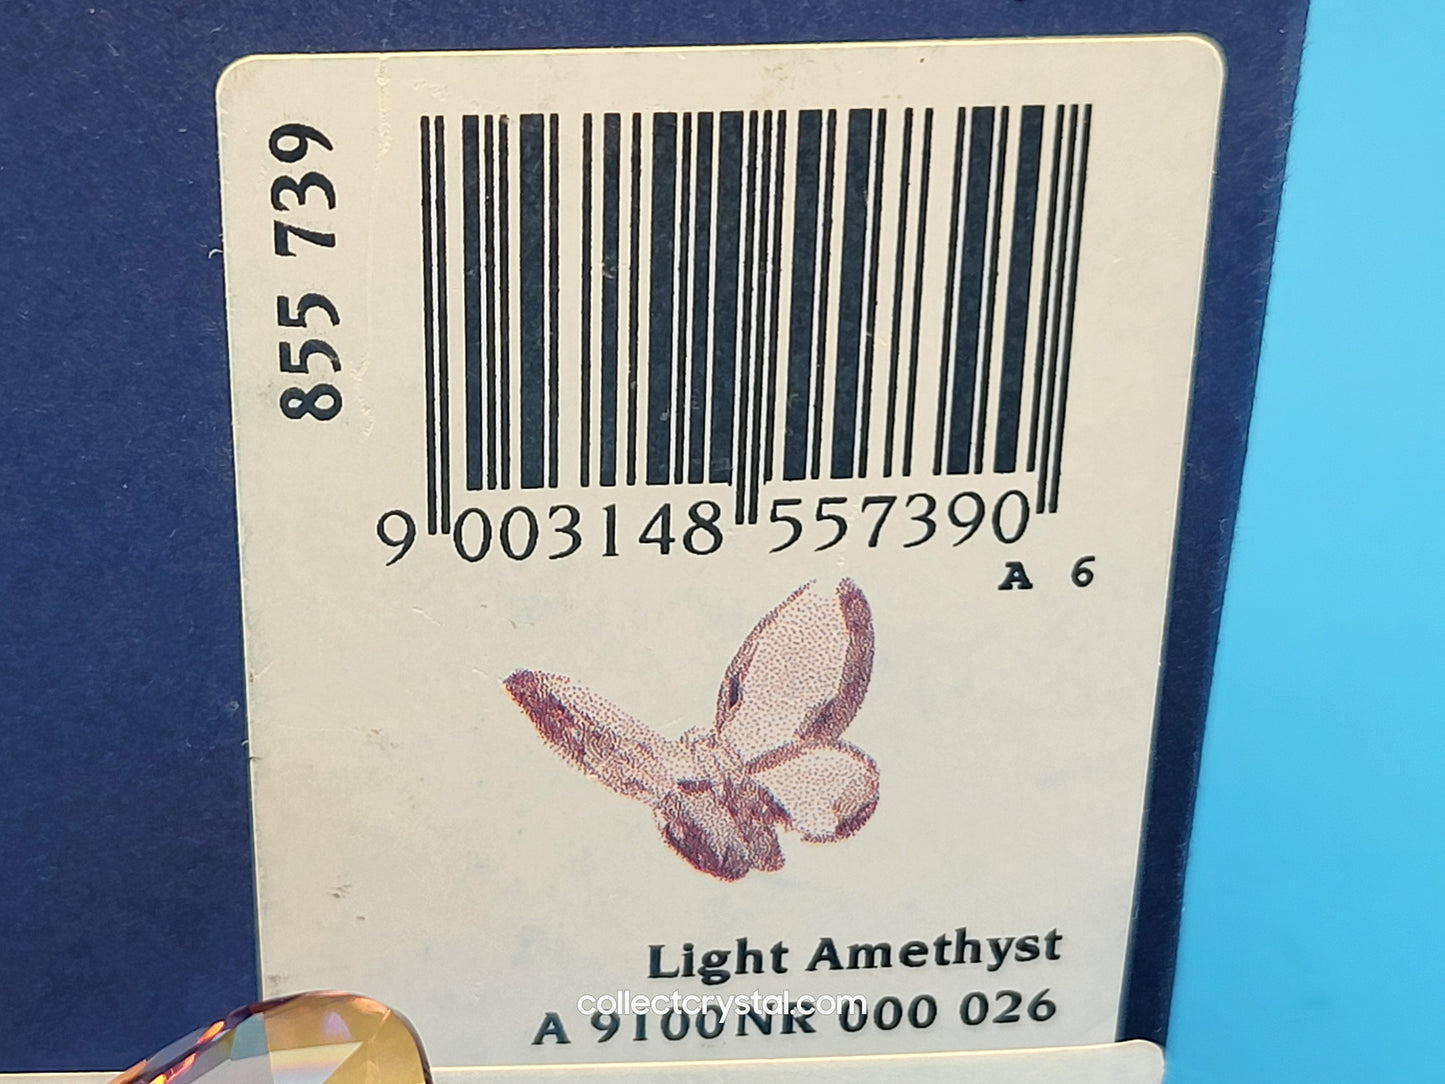 855 739
9 003148 557390
A 6
Light Amethyst
collectcrystal.com
A 9100NR 000 026